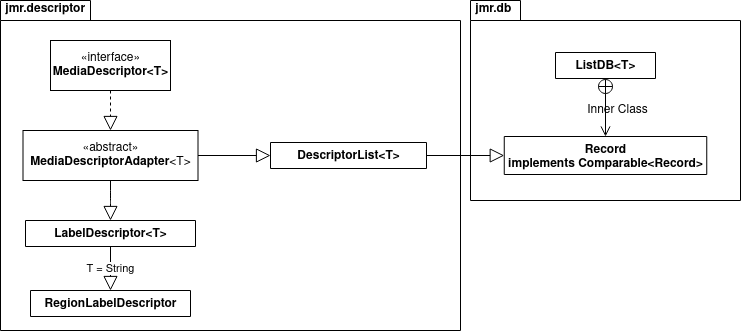 jmr.descriptor
«interface»
MediaDescriptor<T>
«abstract»
MediaDescriptorAdapter<T>
DescriptorList<T>
LabelDescriptor<T>
T = String
RegionLabelDescriptor
jmr.db
ListDB<T>
Inner Class
Record
implements Comparable<Record>